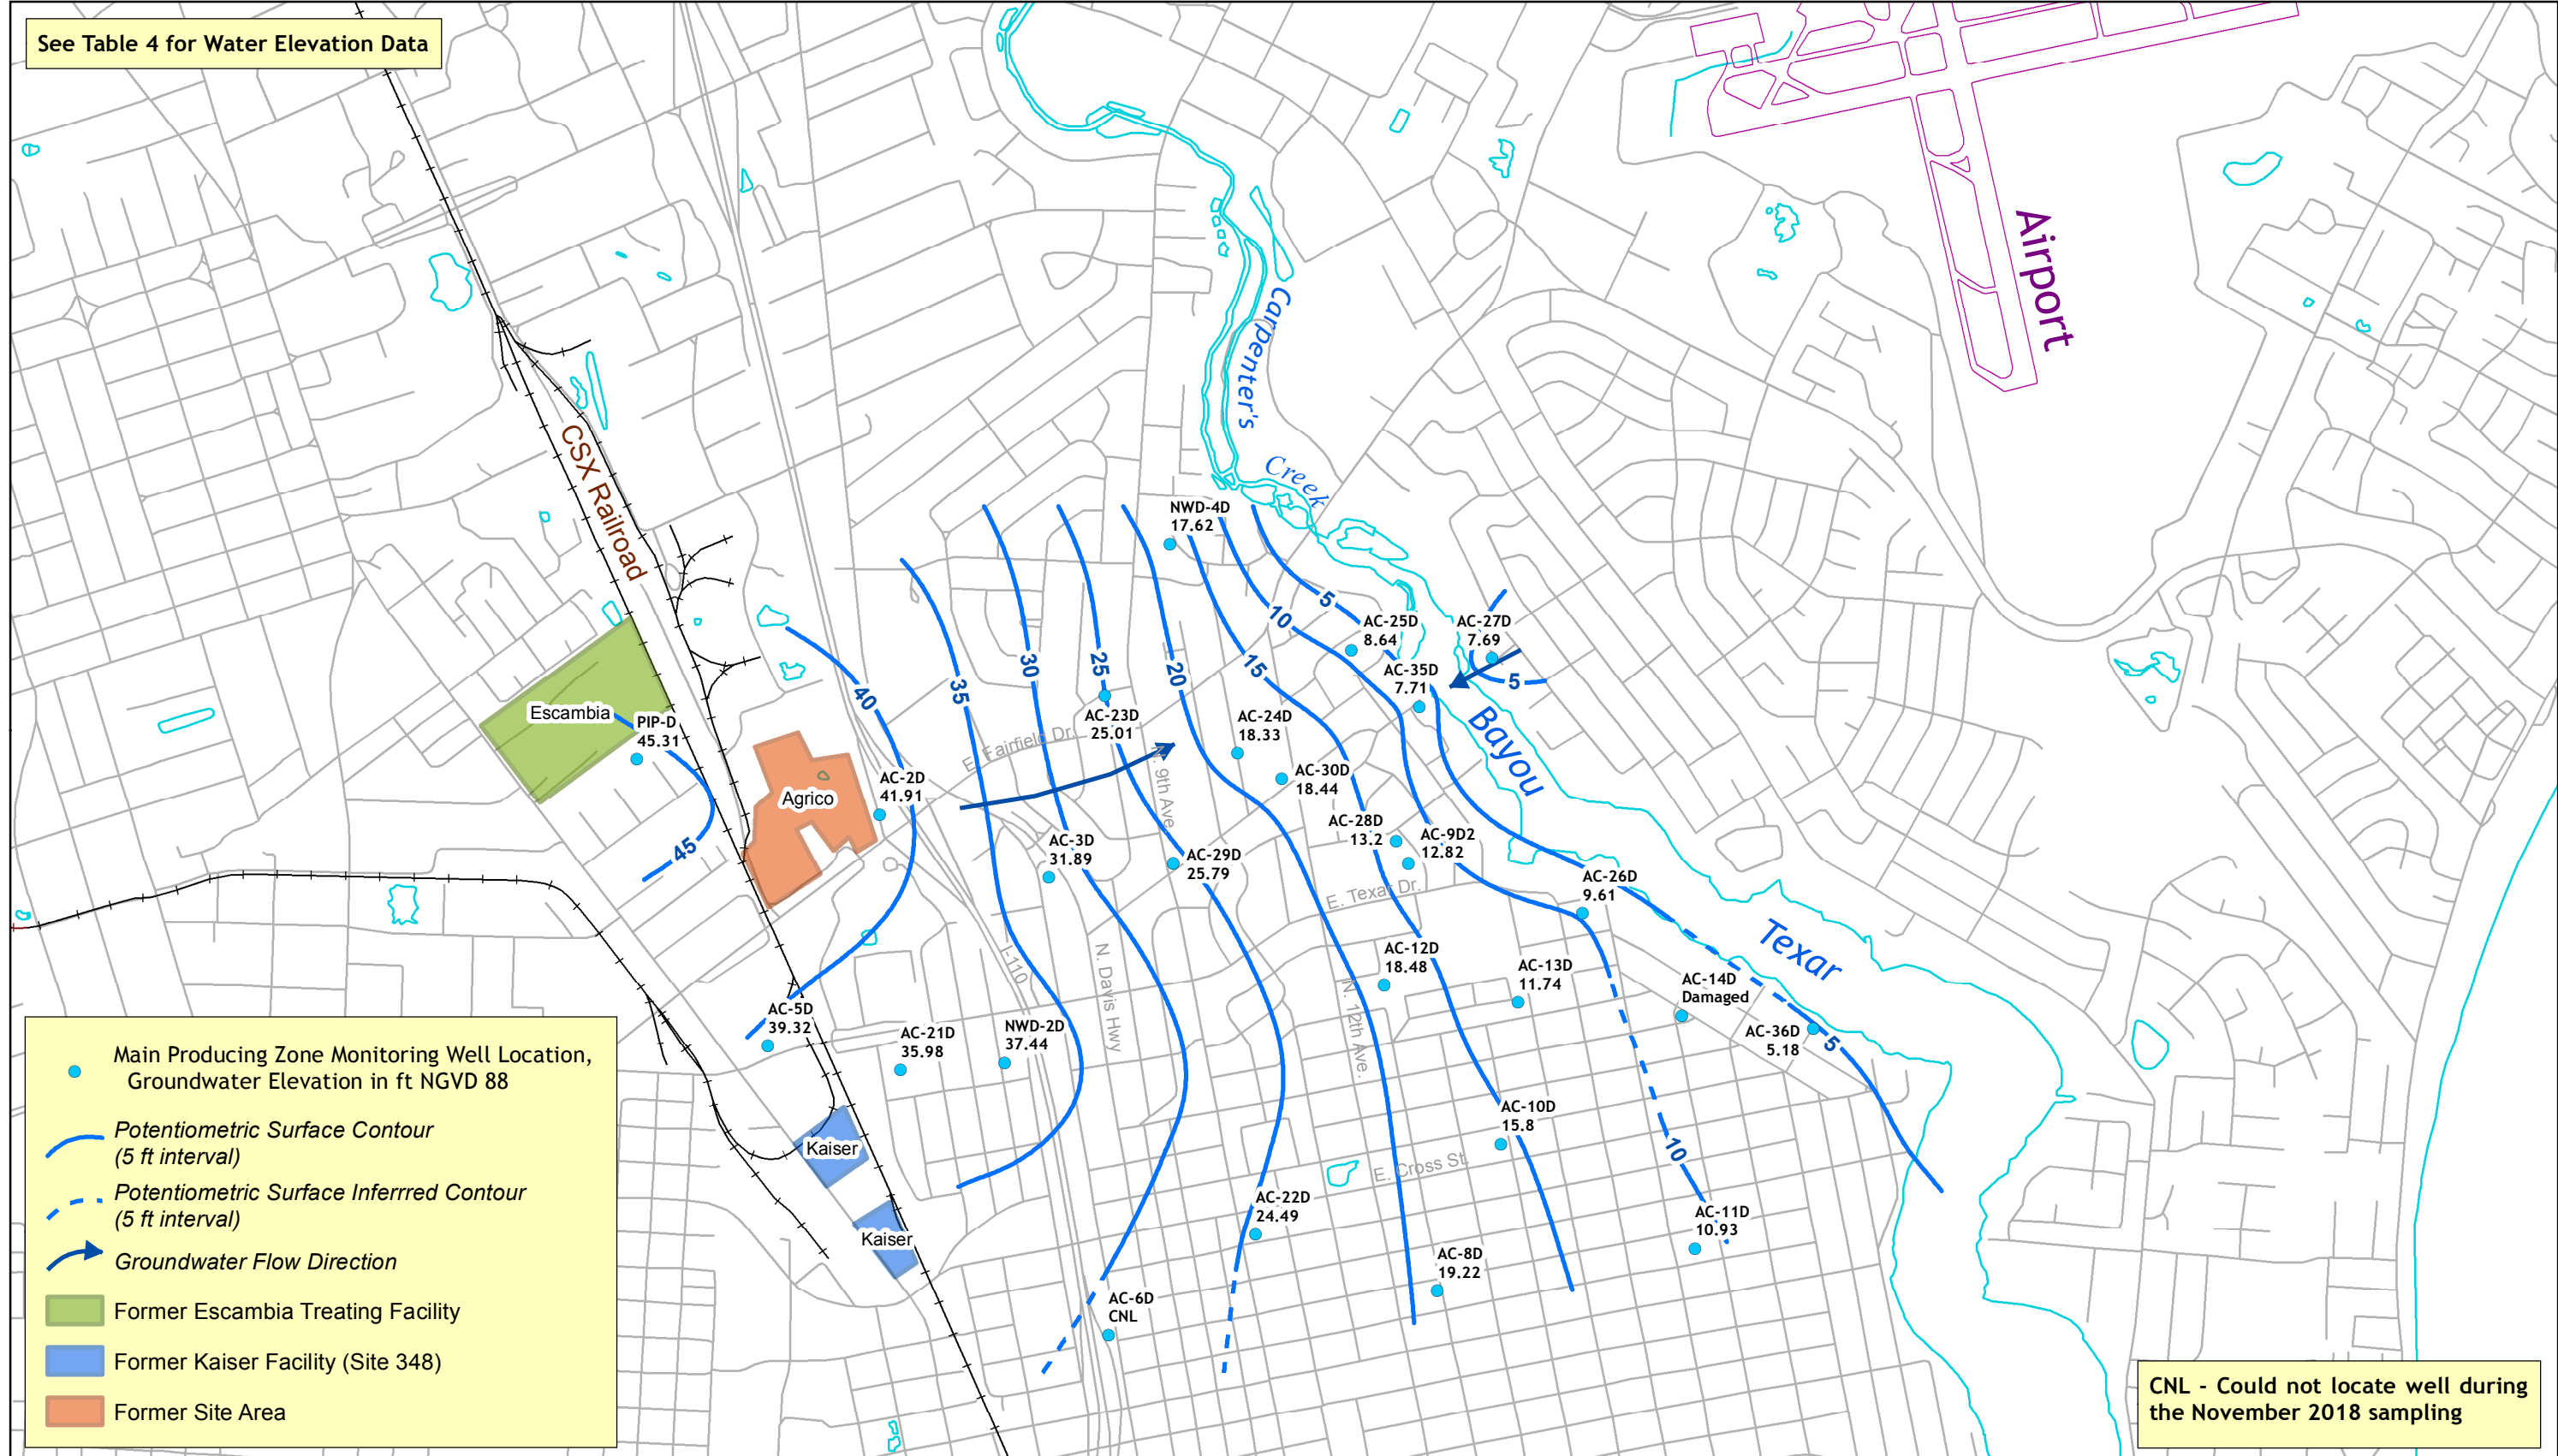 See Table 4 for Water Elevation Data
Airport
Carpenter's
Creek
CSX Railroad
NWD-4D
17.62
5
10
AC-25D
8.64
AC-27D
7.69
40
35
30
25
20
15
AC-35D
7.71
5
Escambia
PIP-D
45.31
AC-23D
25.01
AC-24D
18.33
Bayou
E. Fairfield Dr.
N. 9th Ave.
AC-2D
41.91
Agrico
AC-30D
18.44
45
AC-3D
31.89
AC-29D
25.79
AC-28D
13.2
AC-9D2
12.82
E. Texar Dr.
AC-26D
9.61
Texar
I-110
N. Davis Hwy
AC-12D
18.48
AC-13D
11.74
N. 12th Ave.
AC-14D
Damaged
AC-36D
5.18
5
AC-5D
39.32
AC-21D
35.98
NWD-2D
37.44
Kaiser
AC-10D
15.8
10
E. Cross St.
AC-22D
24.49
AC-11D
10.93
Kaiser
AC-8D
19.22
AC-6D
CNL
Main Producing Zone Monitoring Well Location,
Groundwater Elevation in ft NGVD 88
Potentiometric Surface Contour
(5 ft interval)
Potentiometric Surface Inferrred Contour
(5 ft interval)
Groundwater Flow Direction
Former Escambia Treating Facility
Former Kaiser Facility (Site 348)
Former Site Area
CNL - Could not locate well during
the November 2018 sampling